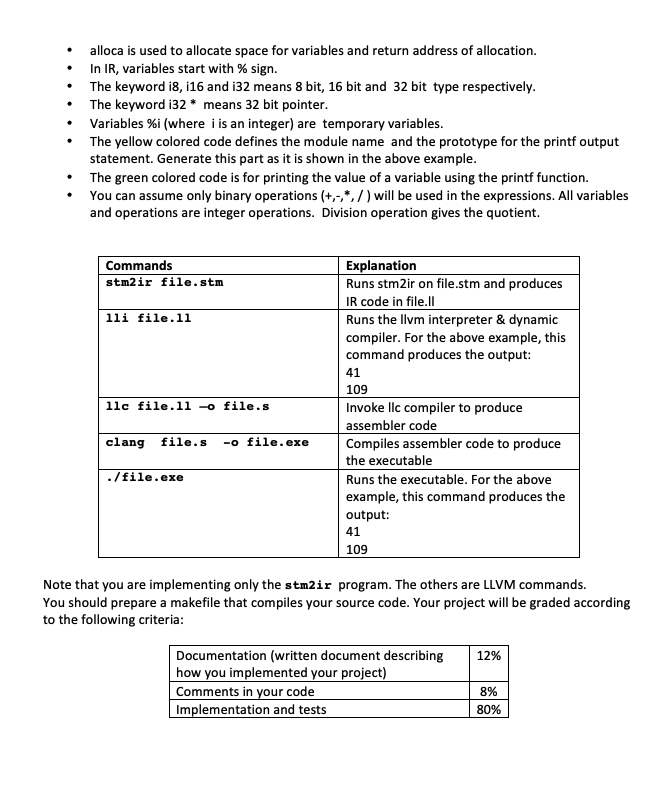 • alloca is used to allocate space for variables and return address of allocation.
• In IR, variables start with % sign.
• The keyword i8, i16 and i32 means 8 bit, 16 bit and 32 bit type respectively.
• The keyword i32 * means 32 bit pointer.
• Variables %i (where i is an integer) are temporary variables.
• The yellow colored code defines the module name and the prototype for the printf output
statement. Generate this part as it is shown in the above example.
• The green colored code is for printing the value of a variable using the printf function.
• You can assume only binary operations (+,-,*, / ) will be used in the expressions. All variables
and operations are integer operations. Division operation gives the quotient.
Commands
Explanation
stm2ir file.stm
Runs stm2ir on file.stm and produces
IR code in file.ll
lli file.ll
Runs the llvm interpreter & dynamic
compiler. For the above example, this
command produces the output:
41
109
llc file.ll –o file.s
Invoke llc compiler to produce
assembler code
clang file.s -o file.exe
Compiles assembler code to produce
the executable
./file.exe
Runs the executable. For the above
example, this command produces the
output:
41
109
Note that you are implementing only the stm2ir program. The others are LLVM commands.
You should prepare a makefile that compiles your source code. Your project will be graded according
to the following criteria:
Documentation (written document describing
how you implemented your project)
12%
Comments in your code
8%
Implementation and tests
80%